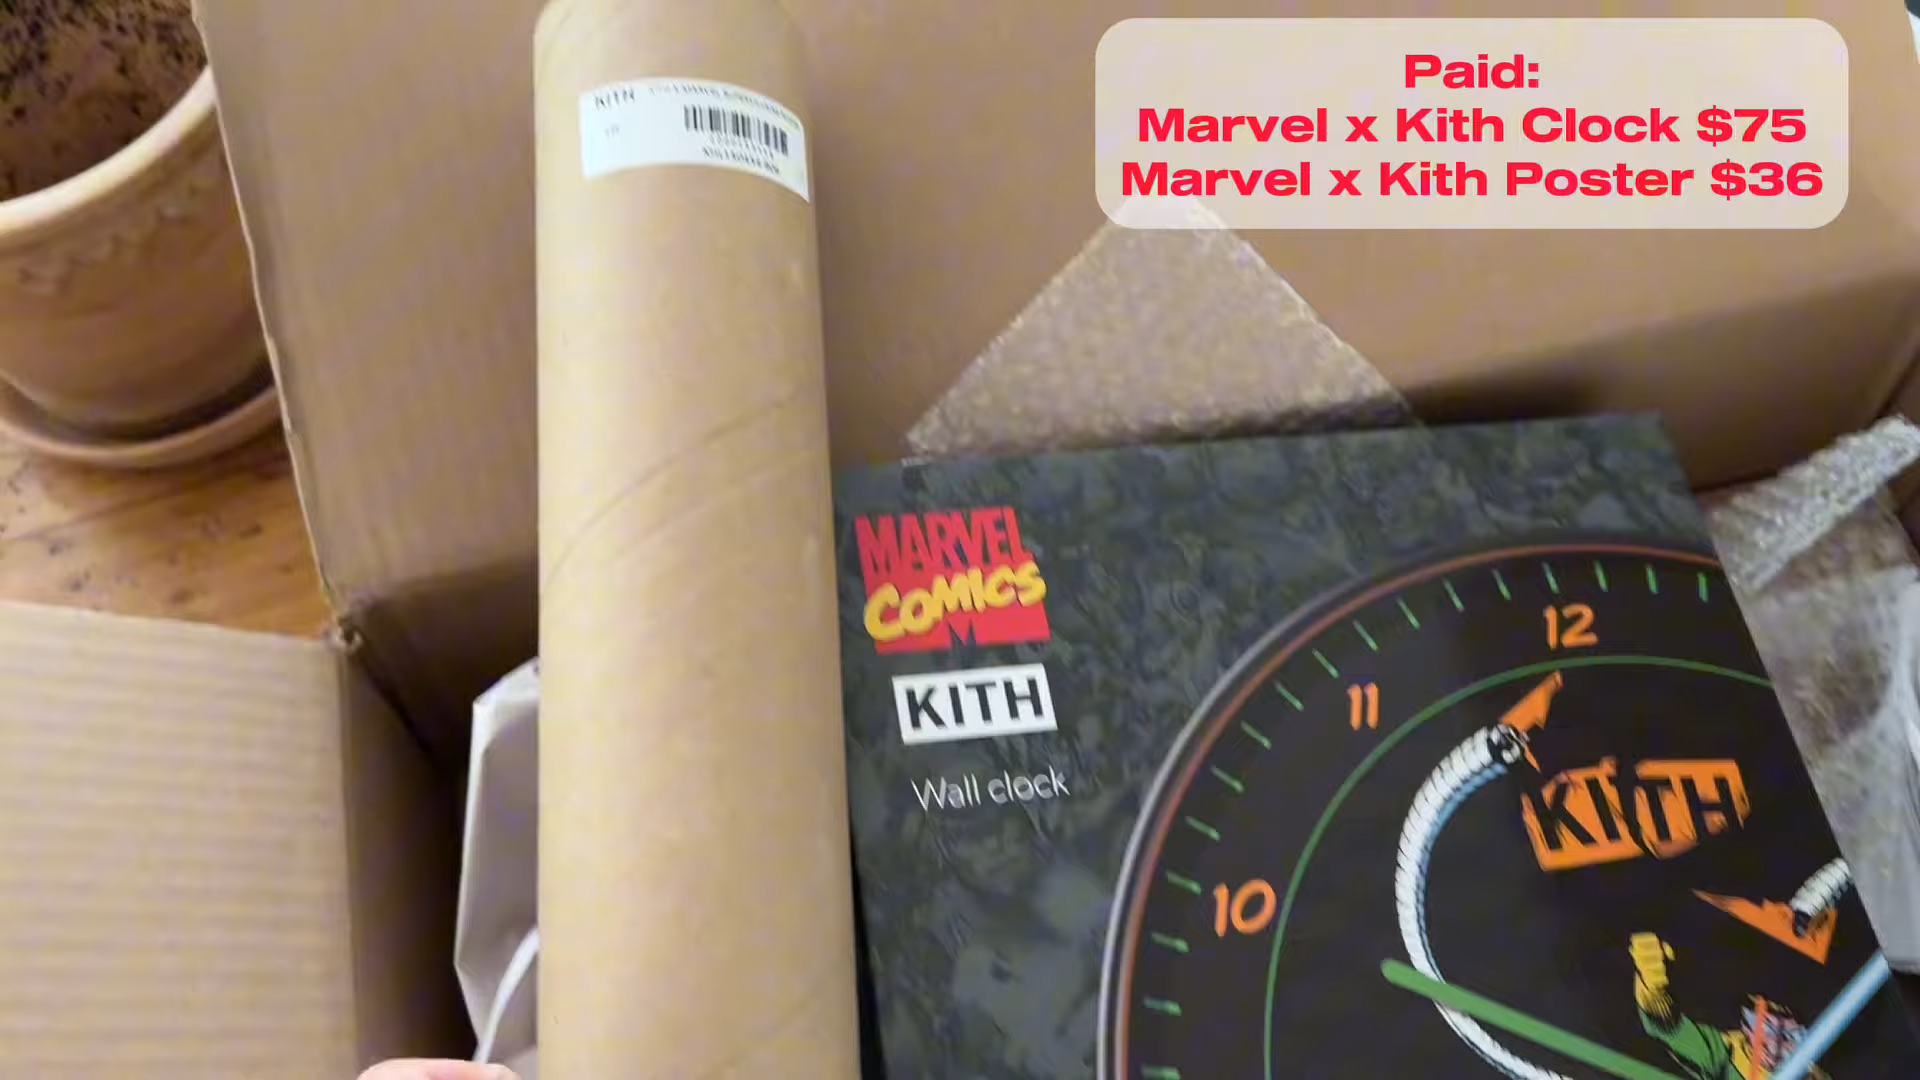 Paid:
Marvel x Kith Clock $75
Marvel x Kith Poster $36
KITH
MARVEL
COMICS
KITH
Wall clock
12
11
10
KITH